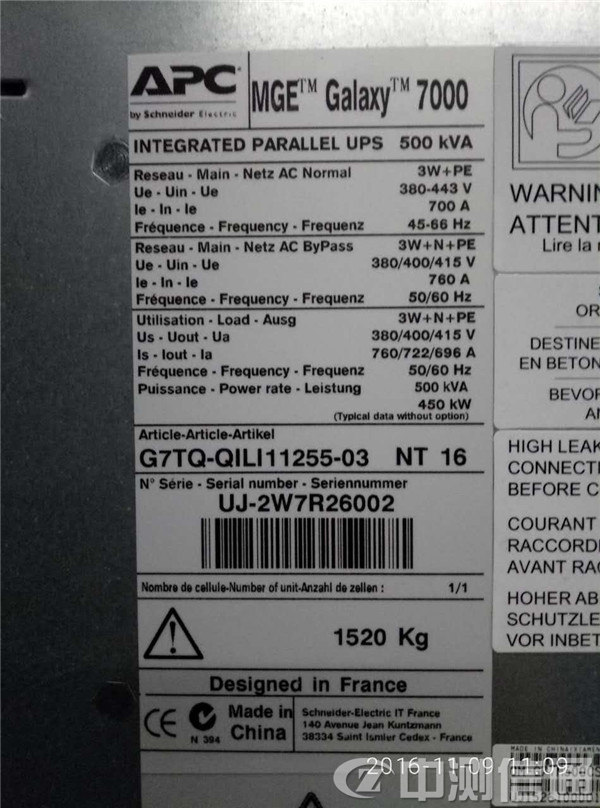 APC
by Schneider Electric
MGE™ Galaxy™ 7000
INTEGRATED PARALLEL UPS 500 kVA
Reseau - Main - Netz AC Normal 3W+PE
Ue - Uin - Ue 380-443 V
Ie - In - Ie 700 A
Fréquence - Frequency - Frequenz 45-66 Hz
Reseau - Main - Netz AC ByPass 3W+N+PE
Ue - Uin - Ue 380/400/415 V
Ie - In - Ie 760 A
Fréquence - Frequency - Frequenz 50/60 Hz
Utilisation - Load - Ausg 3W+N+PE
Us - Uout - Ua 380/400/415 V
Is - Iout - Ia 760/722/696 A
Fréquence - Frequency - Frequenz 50/60 Hz
Puissance - Power rate - Leistung 500 kVA
450 kW
(Typical data without option)
Article-Article-Artikel
G7TQ-QILI11255-03 NT 16
N° Série - Serial number - Seriennummer
UJ-2W7R26002
Nombre de cellule-Number of unit-Anzahl de zellen : 1/1
1520 Kg
Designed in France
CE
N 394
Made in
China
Schneider-Electric IT France
140 Avenue Jean Kuntzmann
38334 Saint Ismier Cedex - France
WARNIN
ATTENT
Lire la
OR
DESTINE
EN BETON
BEVOR
AN
HIGH LEAK
CONNECTI
BEFORE C
COURANT
RACCORDE
AVANT RAC
HOHER AB
SCHUTZLE
VOR INBET
MADE IN CHINA
2016-11-09 11:09
中测信通